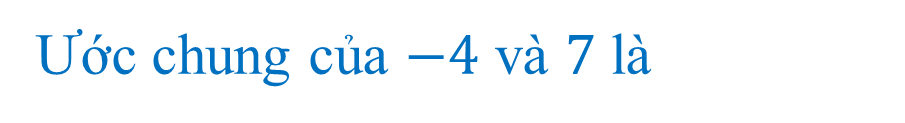 Ước chung của −4 và 7 là